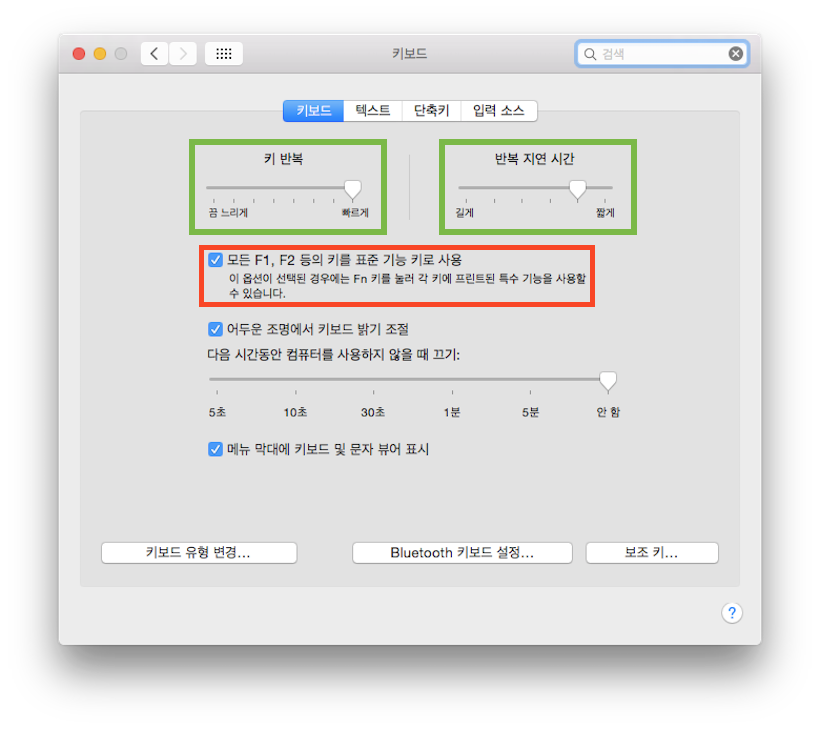 키보드
검색
키보드 텍스트 단축키 입력 소스
키 반복
끔 느리게 빠르게
반복 지연 시간
길게 짧게
모든 F1, F2 등의 키를 표준 기능 키로 사용
이 옵션이 선택된 경우에는 Fn 키를 눌러 각 키에 프린트된 특수 기능을 사용할
수 있습니다.
어두운 조명에서 키보드 밝기 조절
다음 시간동안 컴퓨터를 사용하지 않을 때 끄기:
5초 10초 30초 1분 5분 안 함
메뉴 막대에 키보드 및 문자 뷰어 표시
키보드 유형 변경... Bluetooth 키보드 설정... 보조 키...
?